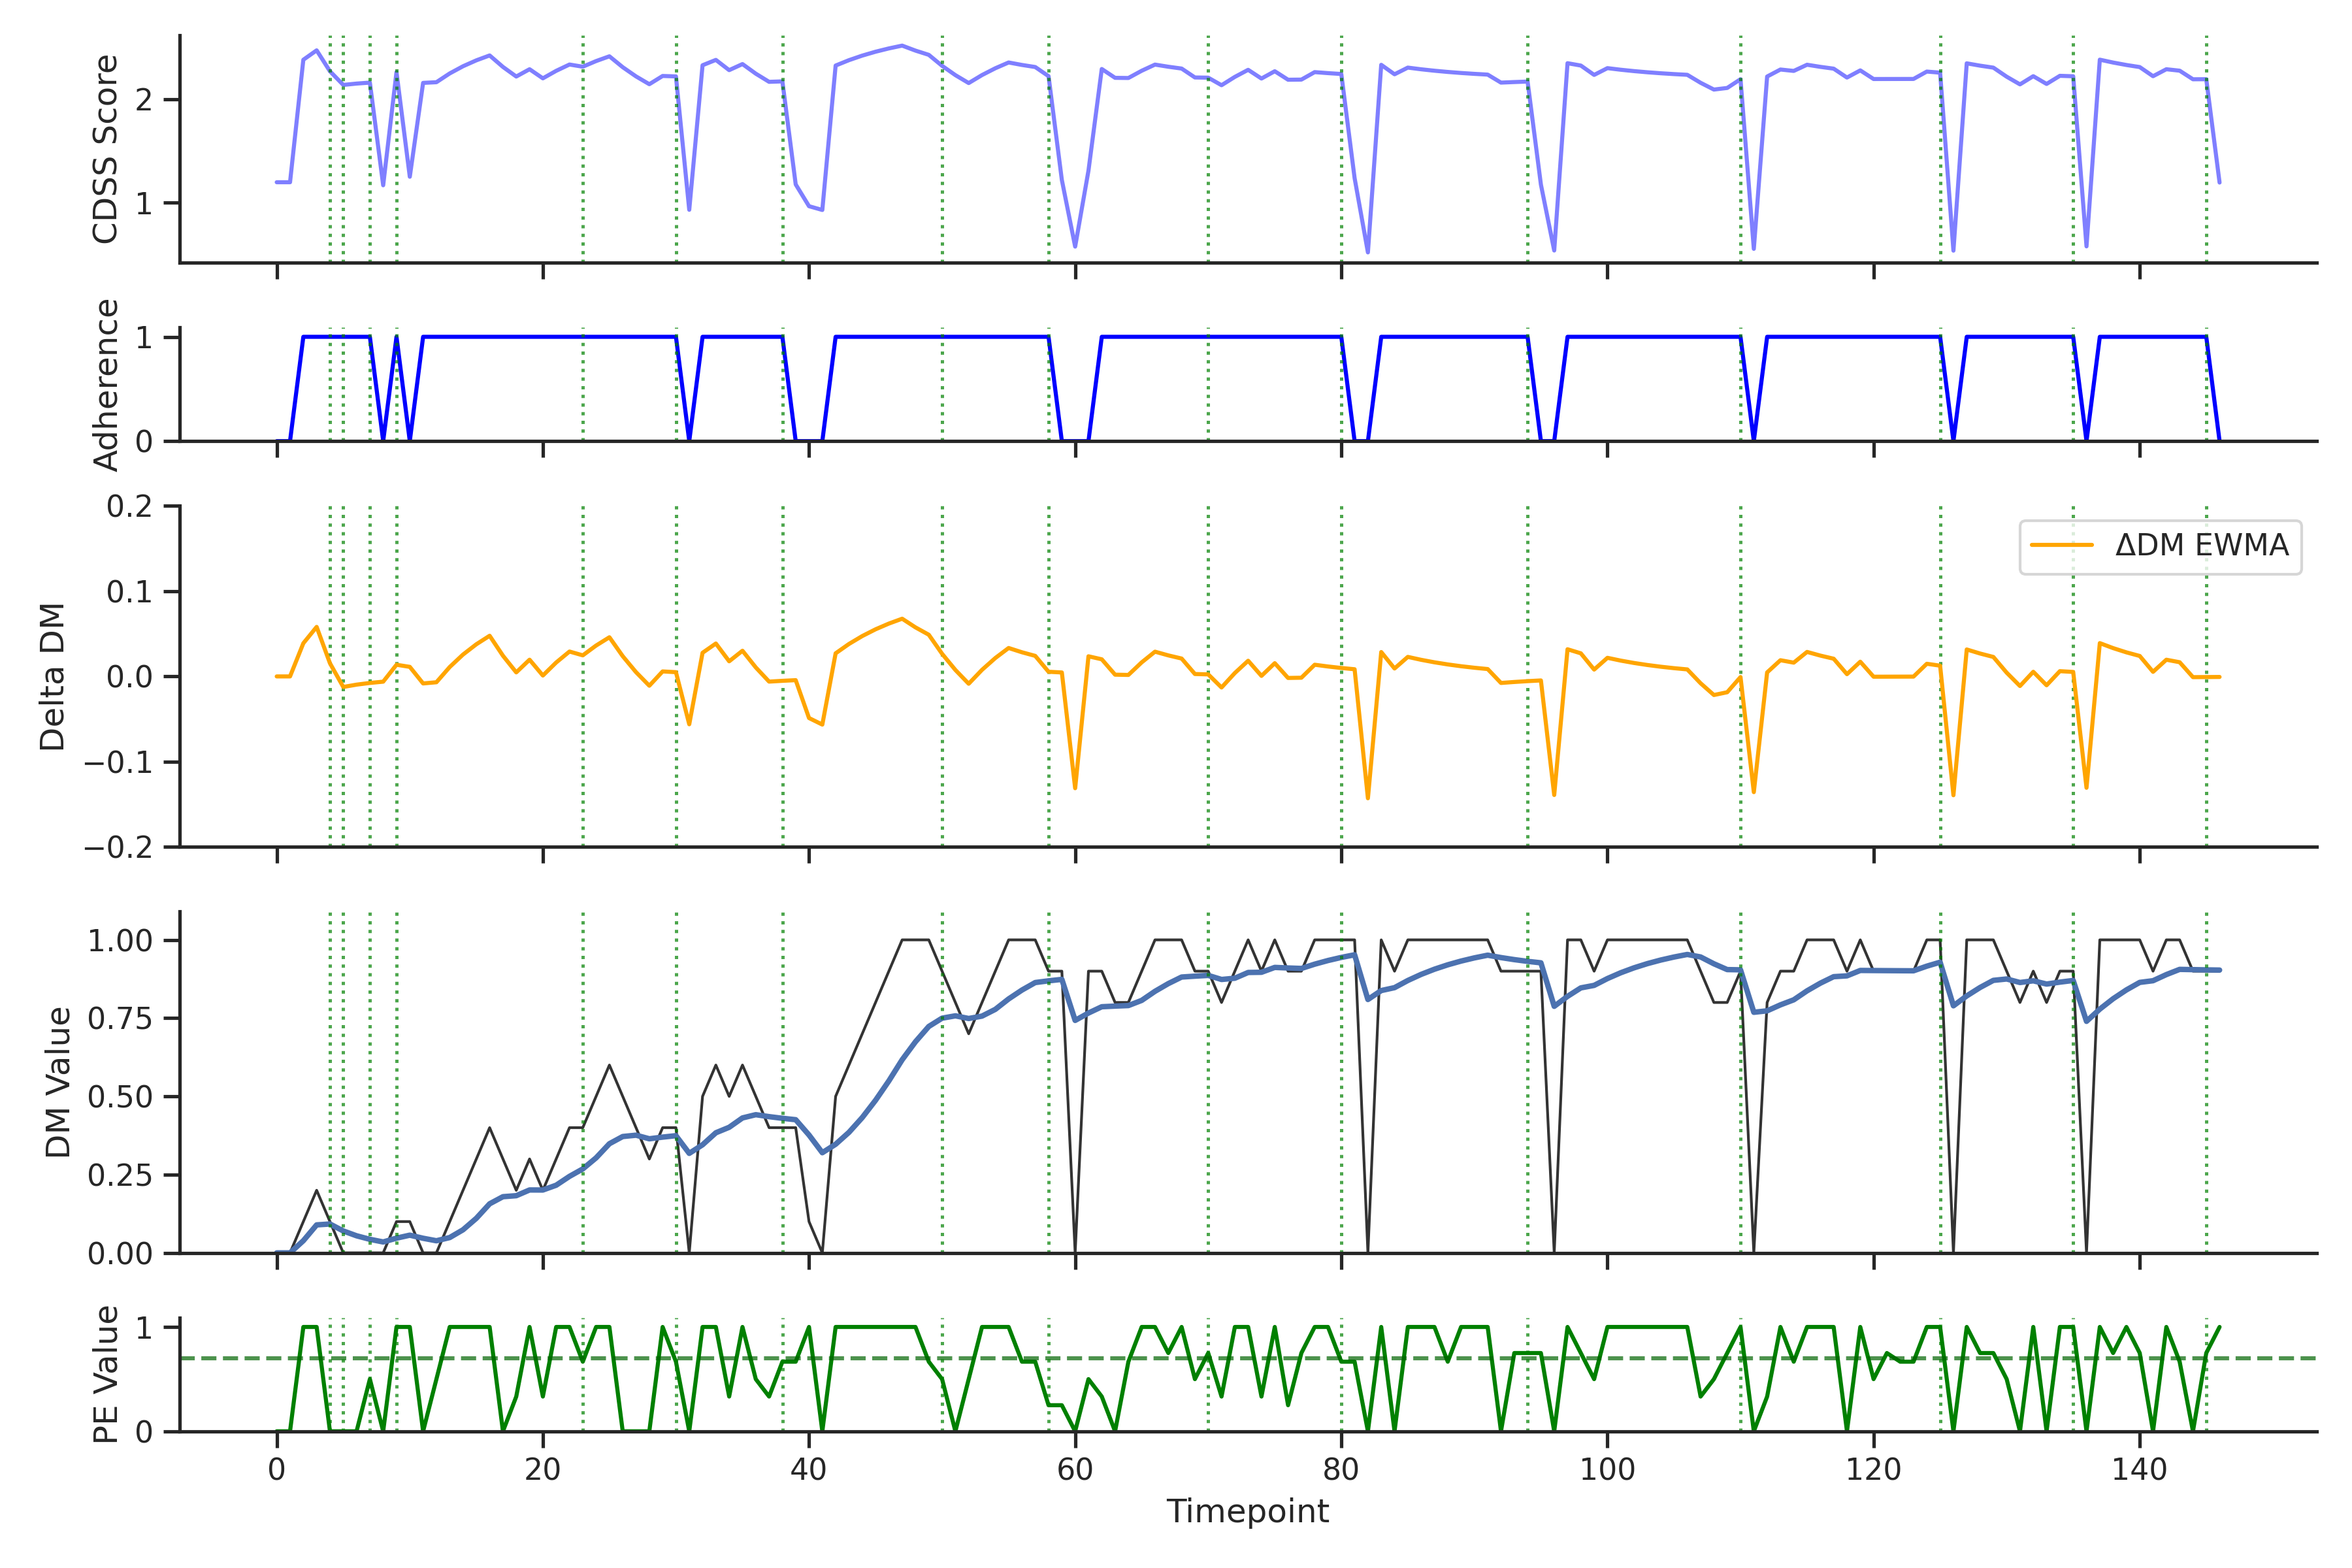 CDSS Score
2
1
Adherence
1
0
Delta DM
0.2
0.1
0.0
−0.1
−0.2
ΔDM EWMA
DM Value
1.00
0.75
0.50
0.25
0.00
PE Value
1
0
0 20 40 60 80 100 120 140
Timepoint